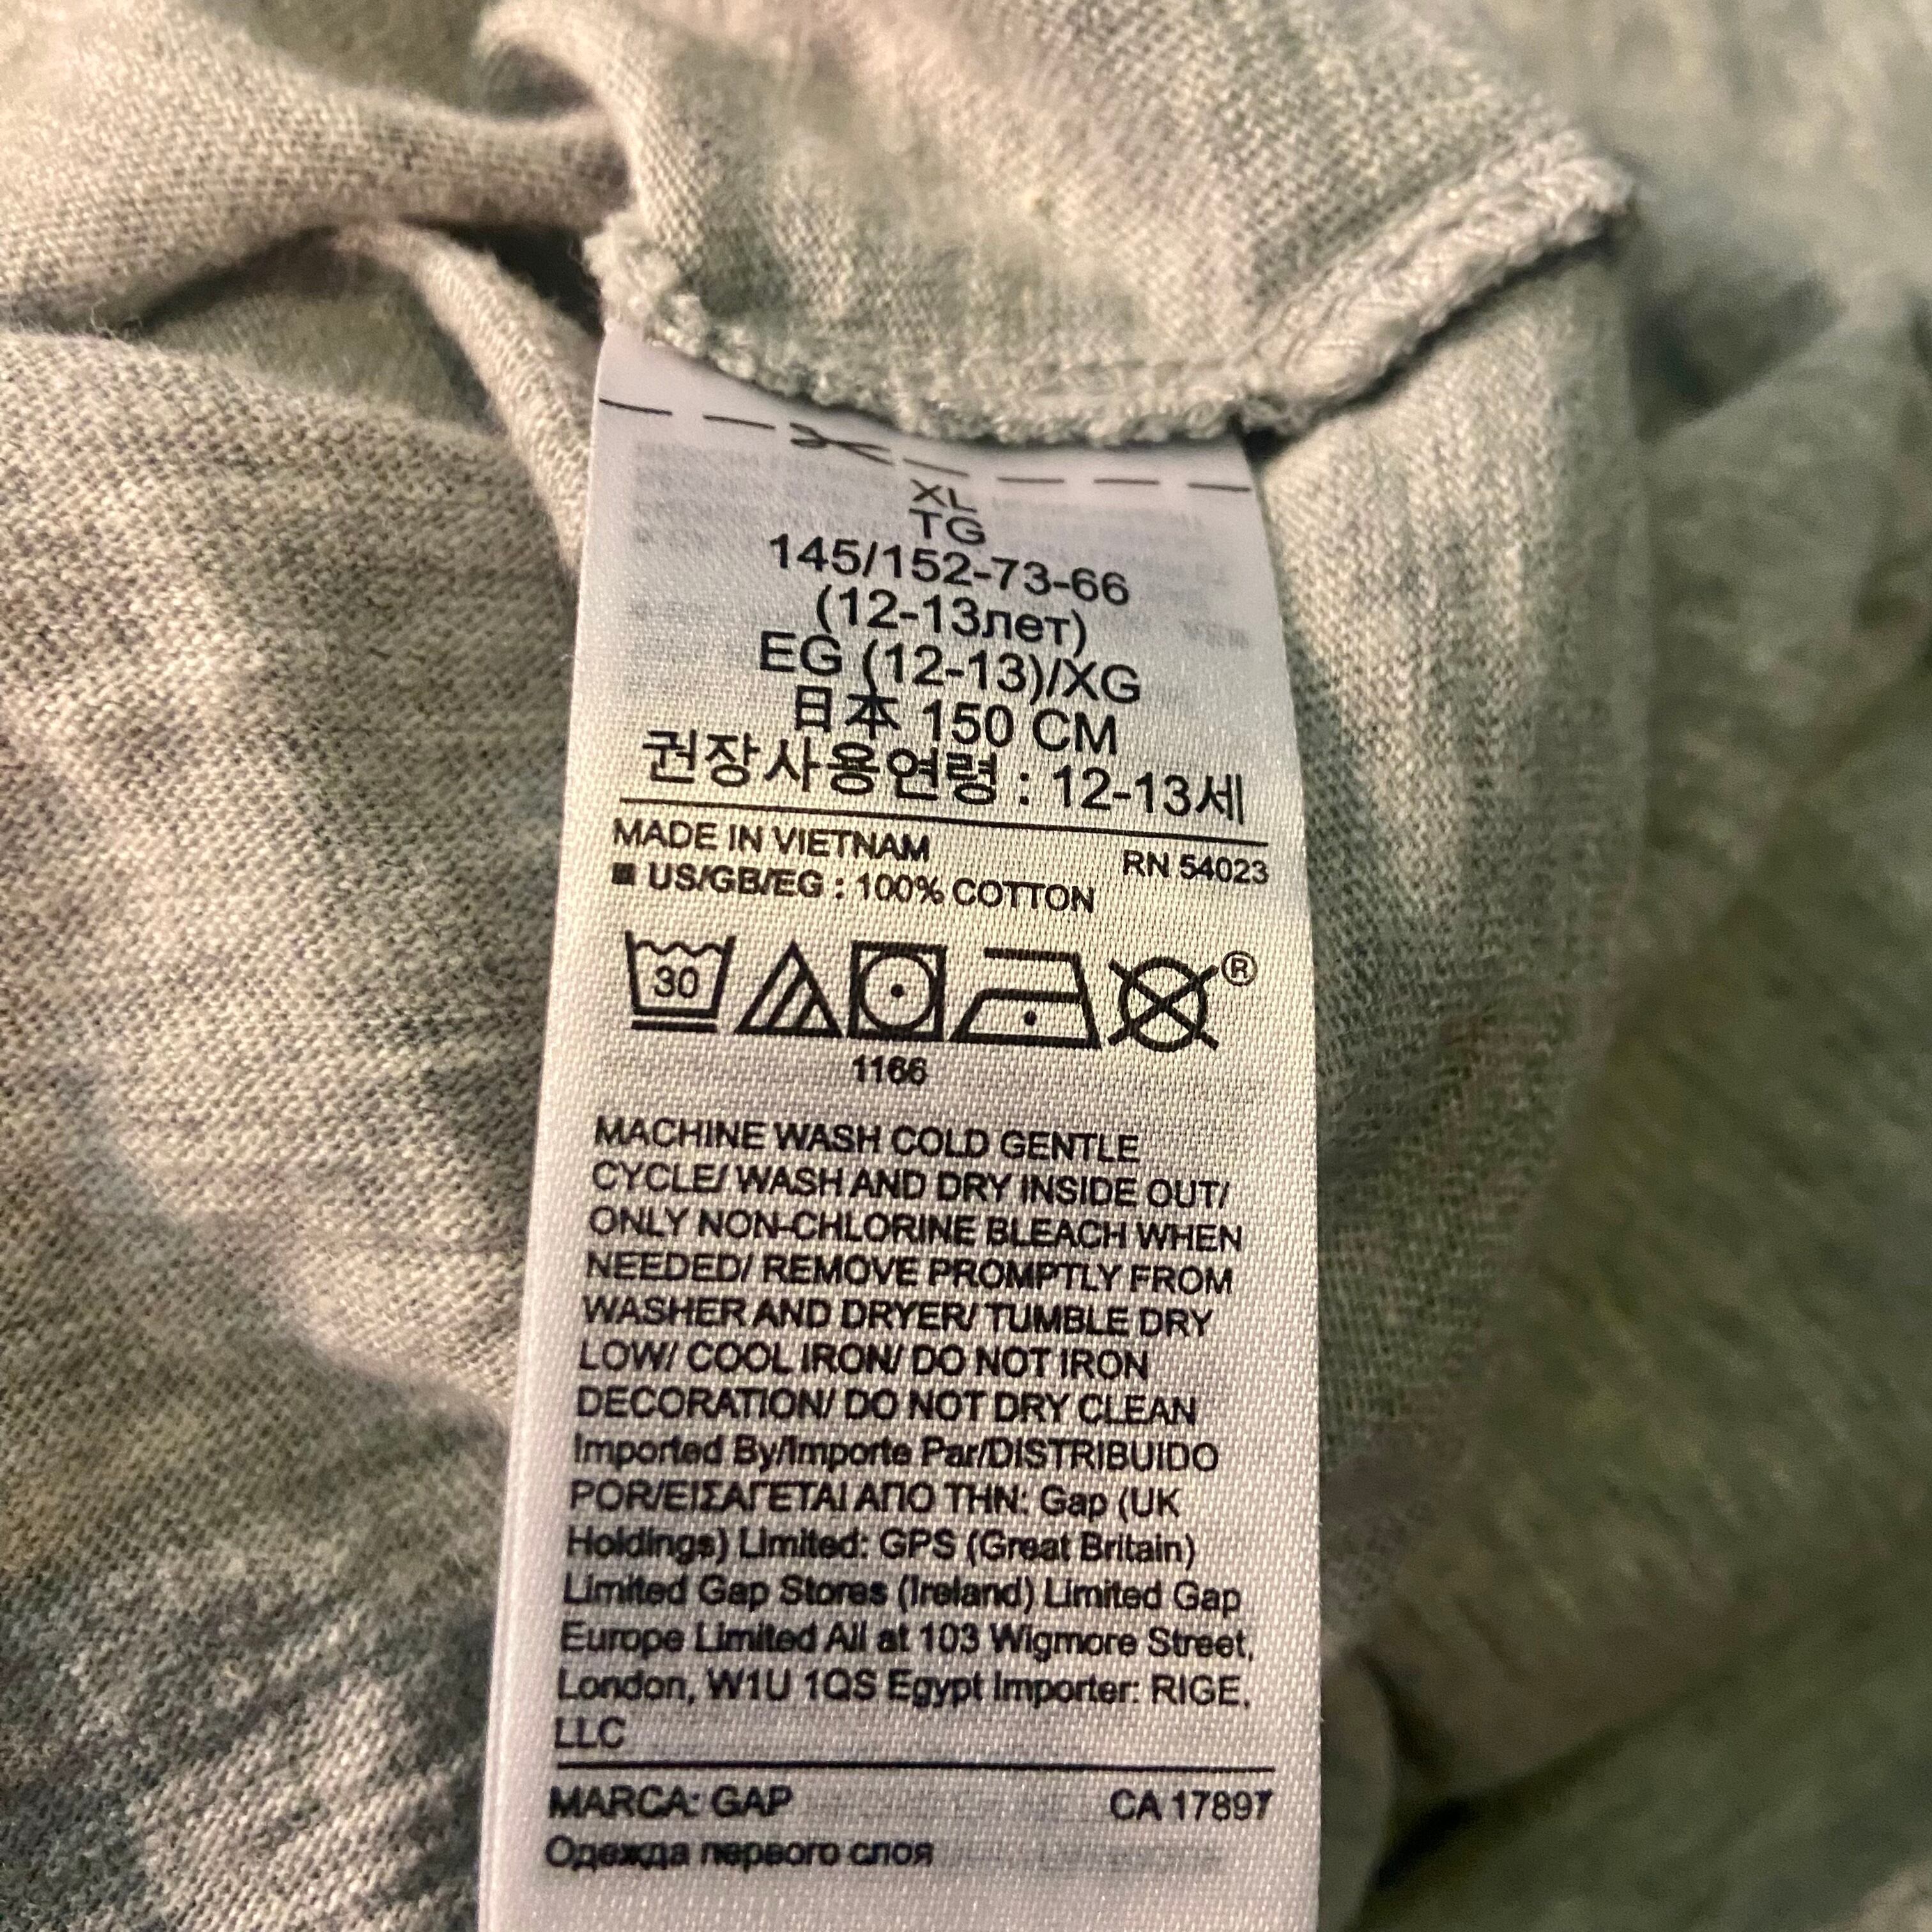 XL
TG
145/152-73-66
(12-13лет)
EG (12-13)/XG
日本 150 CM
권장사용연령 : 12-13세
MADE IN VIETNAM RN 54023
■ US/GB/EG : 100% COTTON
30
®
1166
MACHINE WASH COLD GENTLE
CYCLE/ WASH AND DRY INSIDE OUT/
ONLY NON-CHLORINE BLEACH WHEN
NEEDED/ REMOVE PROMPTLY FROM
WASHER AND DRYER/ TUMBLE DRY
LOW/ COOL IRON/ DO NOT IRON
DECORATION/ DO NOT DRY CLEAN
Imported By/Importe Par/DISTRIBUIDO
POR/ΕΙΣΑΓΕΤΑΙ ΑΠΟ ΤΗΝ: Gap (UK
Holdings) Limited: GPS (Great Britain)
Limited Gap Stores (Ireland) Limited Gap
Europe Limited All at 103 Wigmore Street,
London, W1U 1QS Egypt Importer: RIGE,
LLC
MARCA: GAP CA 17897
Одежда первого слоя